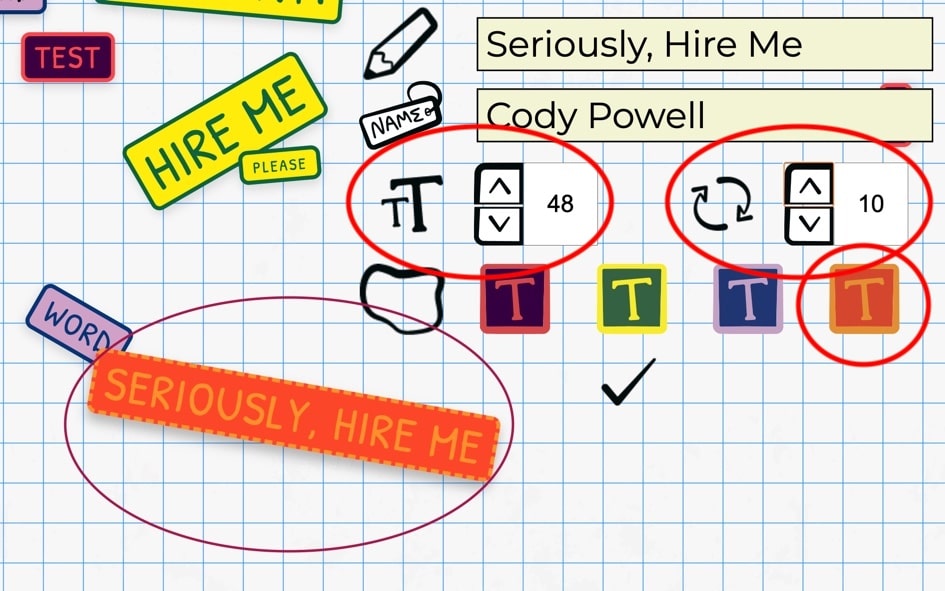 TEST
HIRE ME
PLEASE
Seriously, Hire Me
NAME
Cody Powell
TT
48
10
T
T
T
T
WORD
SERIOUSLY, HIRE ME